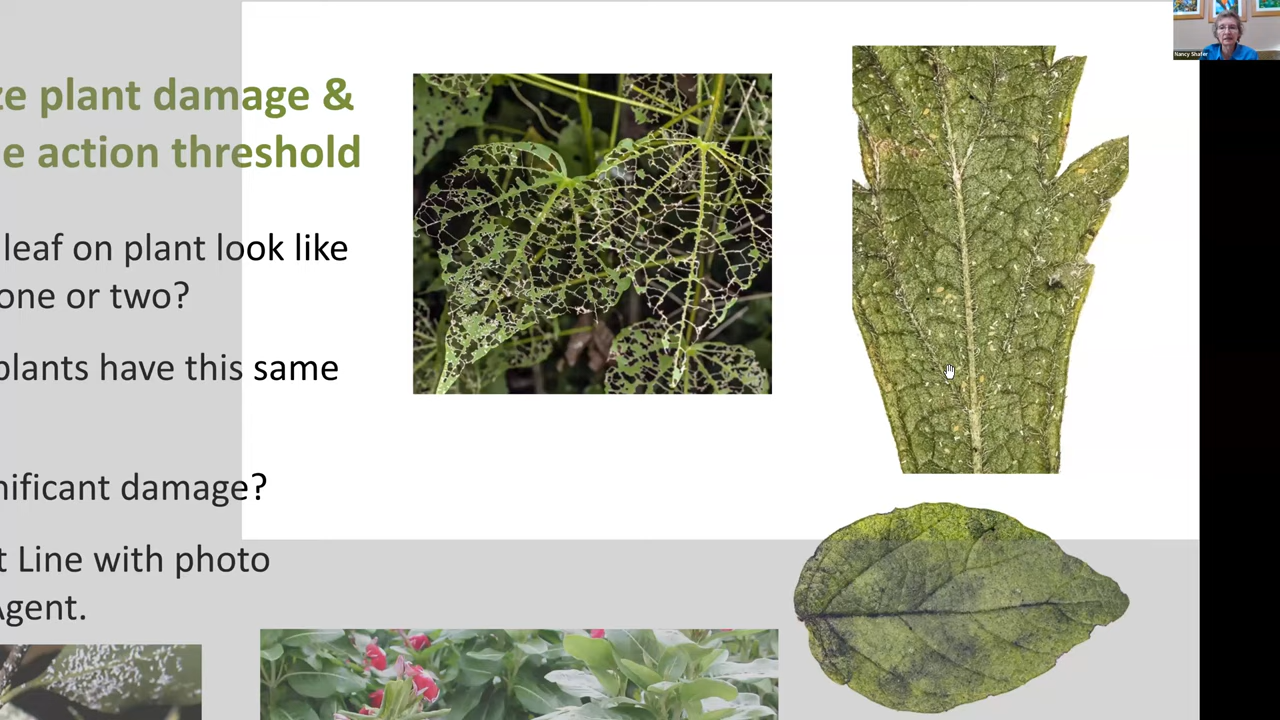 ze plant damage &
e action threshold
leaf on plant look like
one or two?
plants have this same
nificant damage?
t Line with photo
Agent.
Nancy Shafer